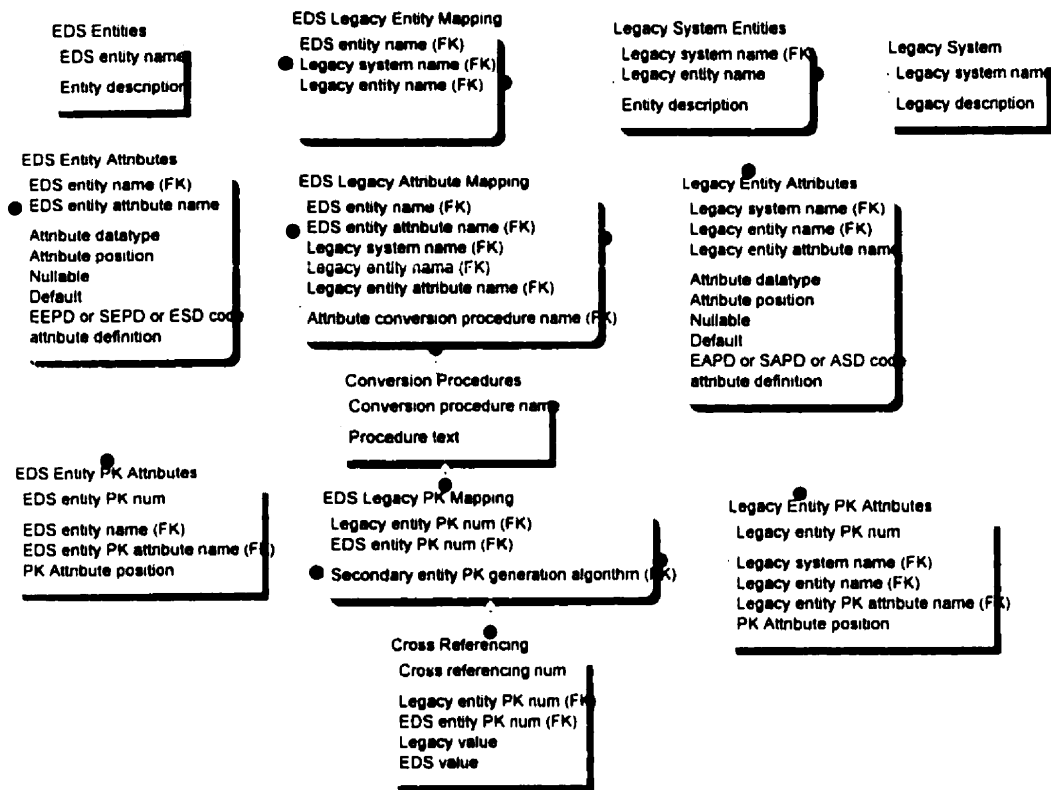 EDS Entities
EDS entity name
Entity description
EDS Legacy Entity Mapping
EDS entity name (FK)
Legacy system name (FK)
Legacy entity name (FK)
Legacy System Entities
Legacy system name (FK)
Legacy entity name
Entity description
Legacy System
Legacy system name
Legacy description
EDS Entity Attributes
EDS entity name (FK)
EDS entity attribute name
Attribute datatype
Attribute position
Nullable
Default
EEPD or SEPD or ESD code
attribute definition
EDS Legacy Attribute Mapping
EDS entity name (FK)
EDS entity attribute name (FK)
Legacy system name (FK)
Legacy entity nama (FK)
Legacy entity attribute name (FK)
Attribute conversion procedure name (FK)
Legacy Entity Attributes
Legacy system name (FK)
Legacy entity name (FK)
Legacy entity attribute name
Attribute datatype
Attribute position
Nullable
Default
EAPD or SAPD or ASD code
attribute definition
Conversion Procedures
Conversion procedure name
Procedure text
EDS Entity PK Attributes
EDS entity PK num
EDS entity name (FK)
EDS entity PK attribute name (FK)
PK Attribute position
EDS Legacy PK Mapping
Legacy entity PK num (FK)
EDS entity PK num (FK)
Secondary entity PK generation algorithm (FK)
Legacy Entity PK Attributes
Legacy entity PK num
Legacy system name (FK)
Legacy entity name (FK)
Legacy entity PK attribute name (FK)
PK Attribute position
Cross Referencing
Cross referencing num
Legacy entity PK num (FK)
EDS entity PK num (FK)
Legacy value
EDS value